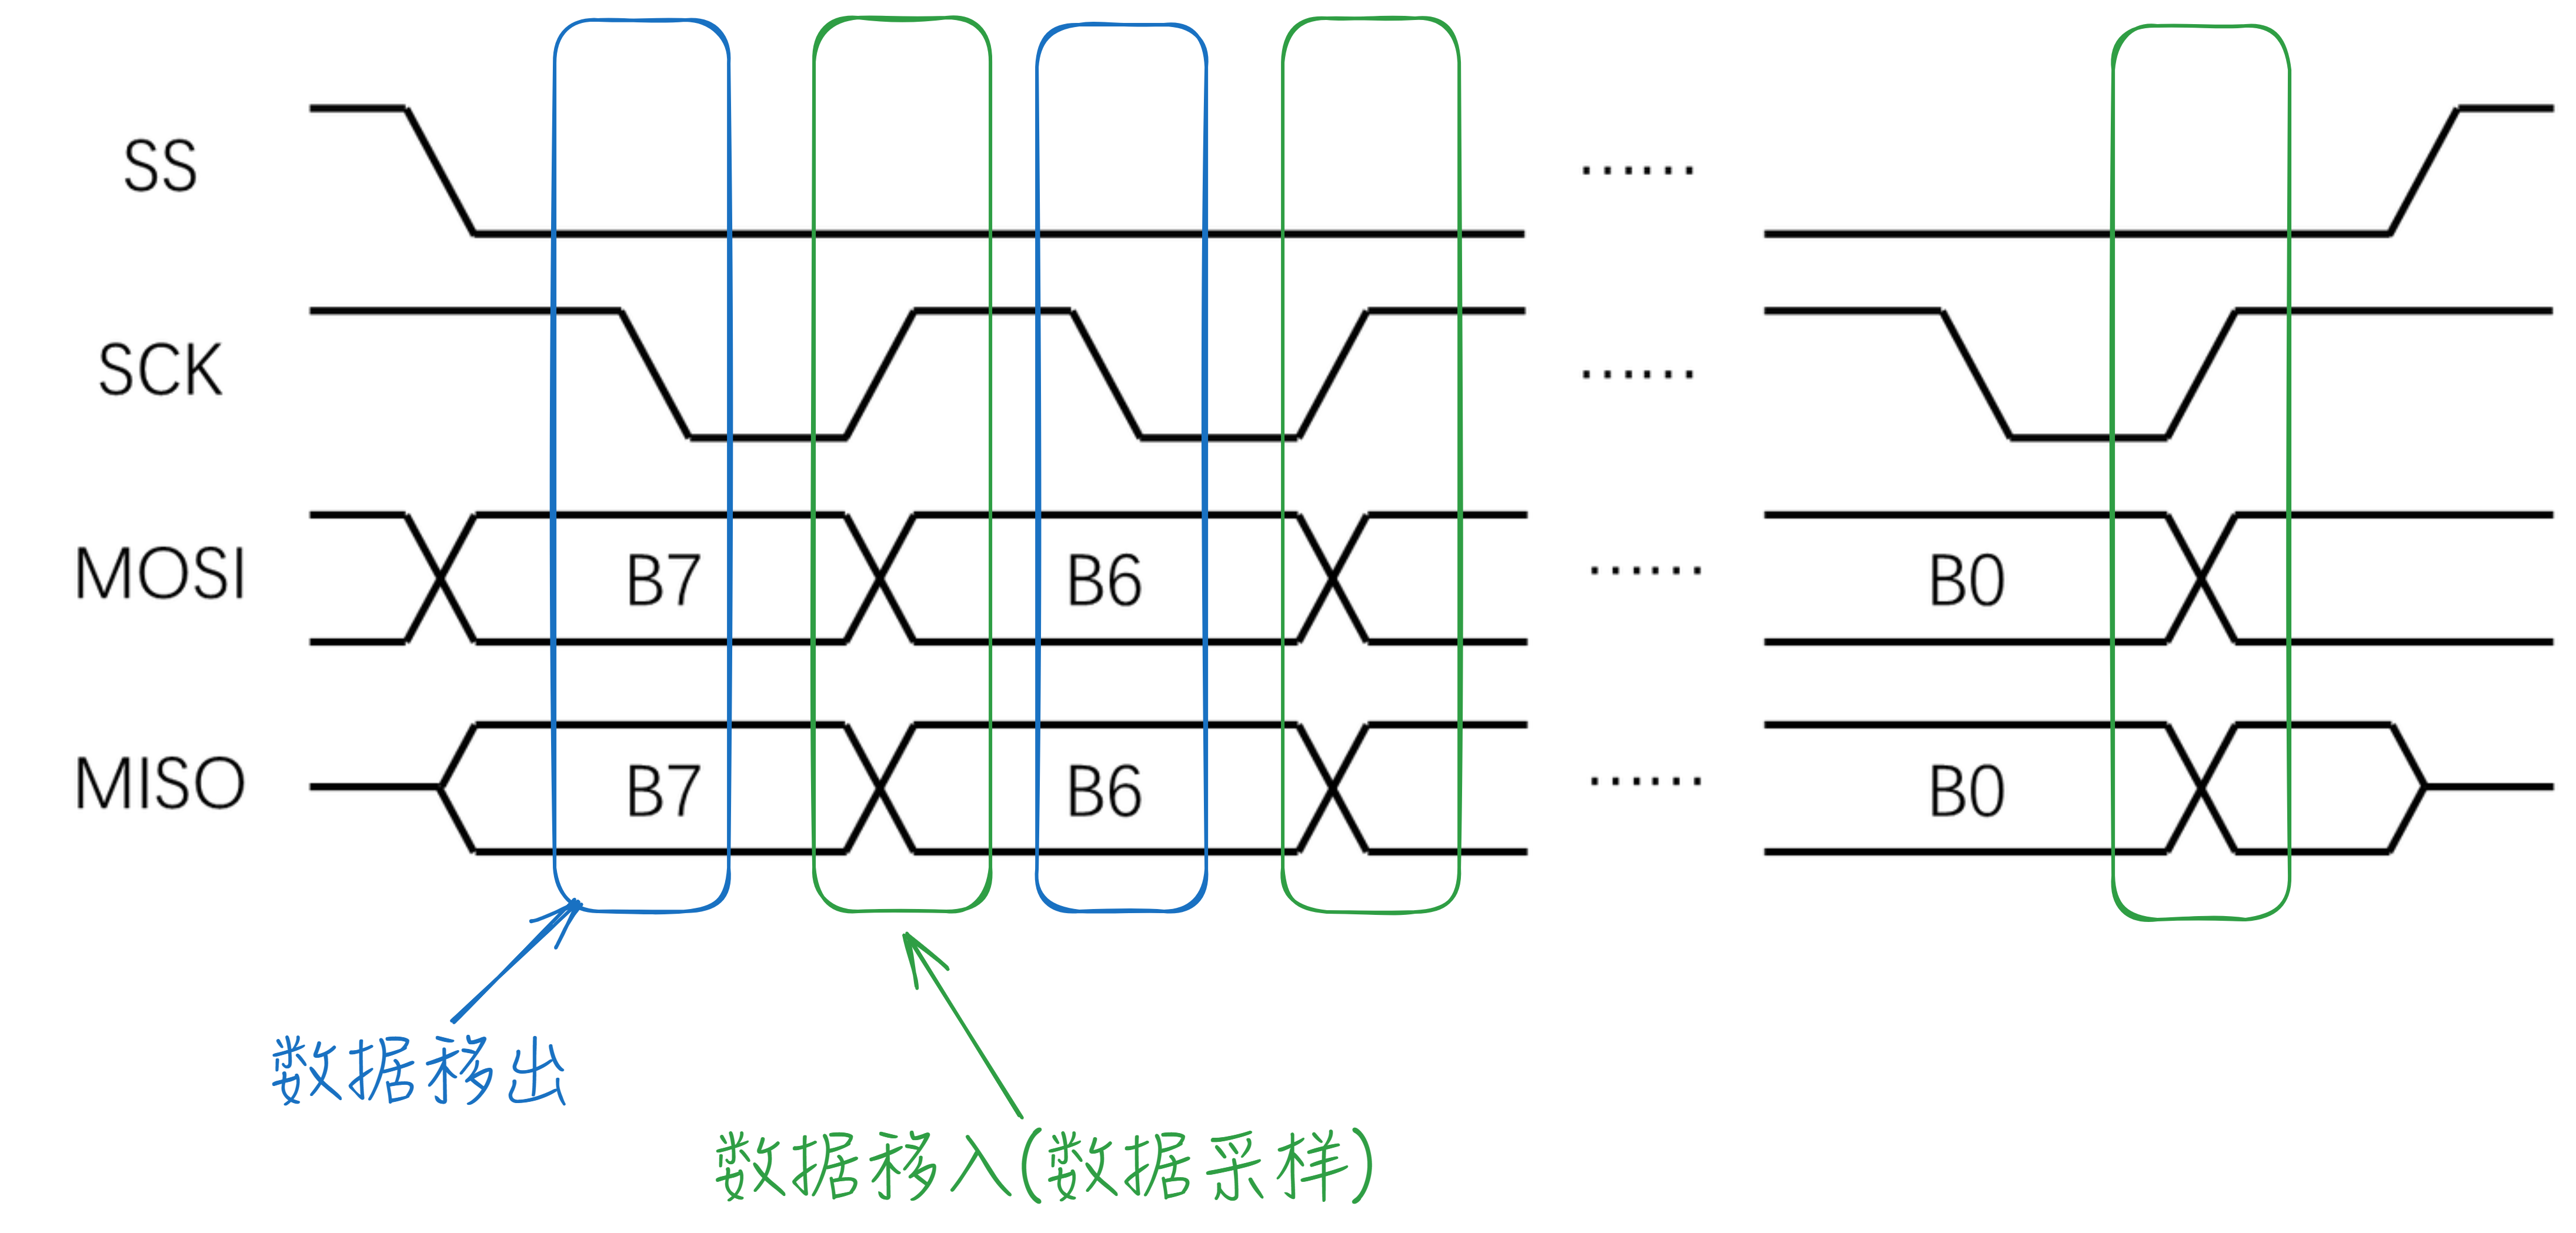 SS ......
SCK ......
MOSI B7 B6 ...... B0
MISO B7 B6 ...... B0
数据移出
数据移入(数据采样)